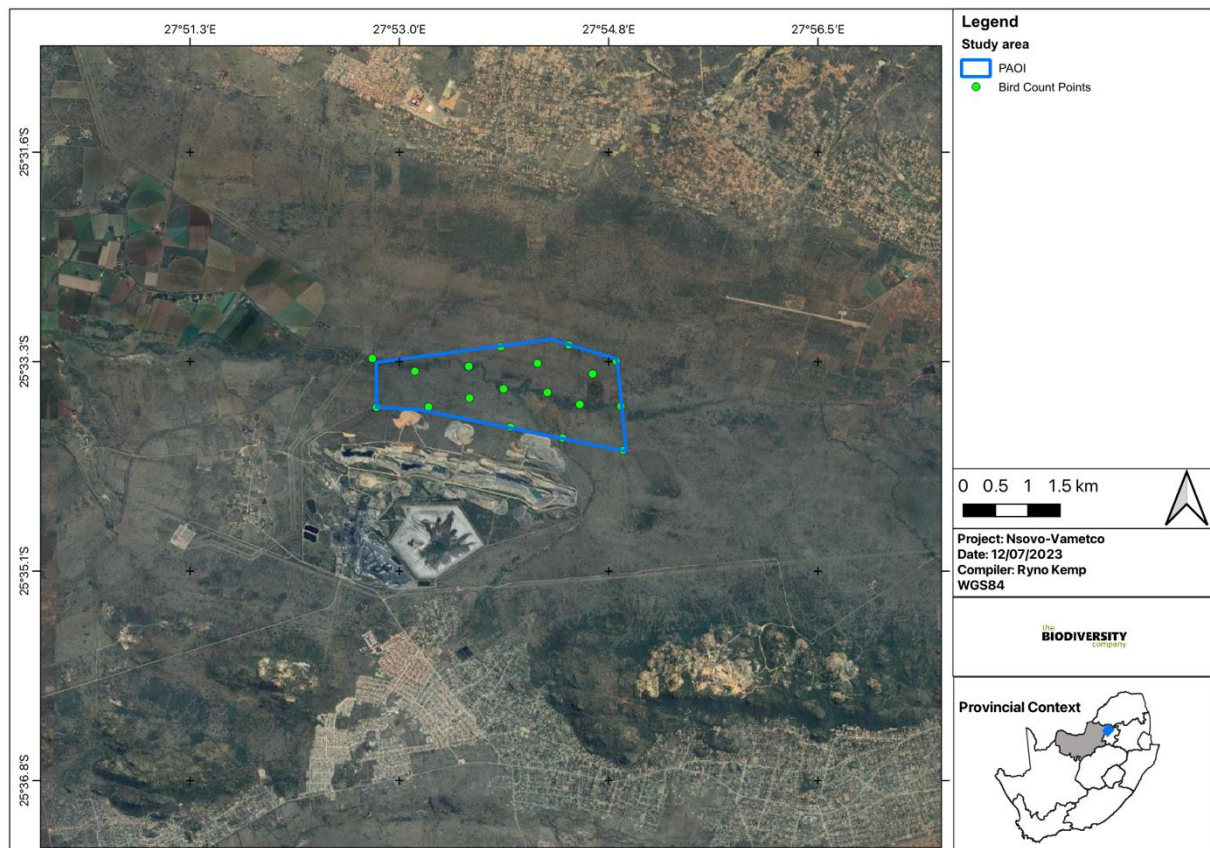 27°51.3'E 27°53.0'E 27°54.8'E 27°56.5'E
25°31.6'S
25°33.3'S
25°35.1'S
25°36.8'S
Legend
Study area
PAOI
Bird Count Points
0 0.5 1 1.5 km
Project: Nsovo-Vametco
Date: 12/07/2023
Compiler: Ryno Kemp
WGS84
the
BIODIVERSITY
company
Provincial Context